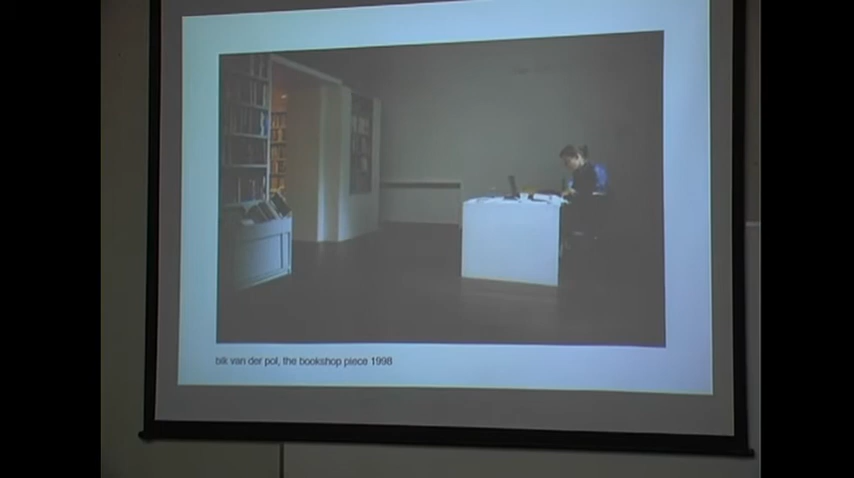 bik van der pol, the bookshop piece 1998